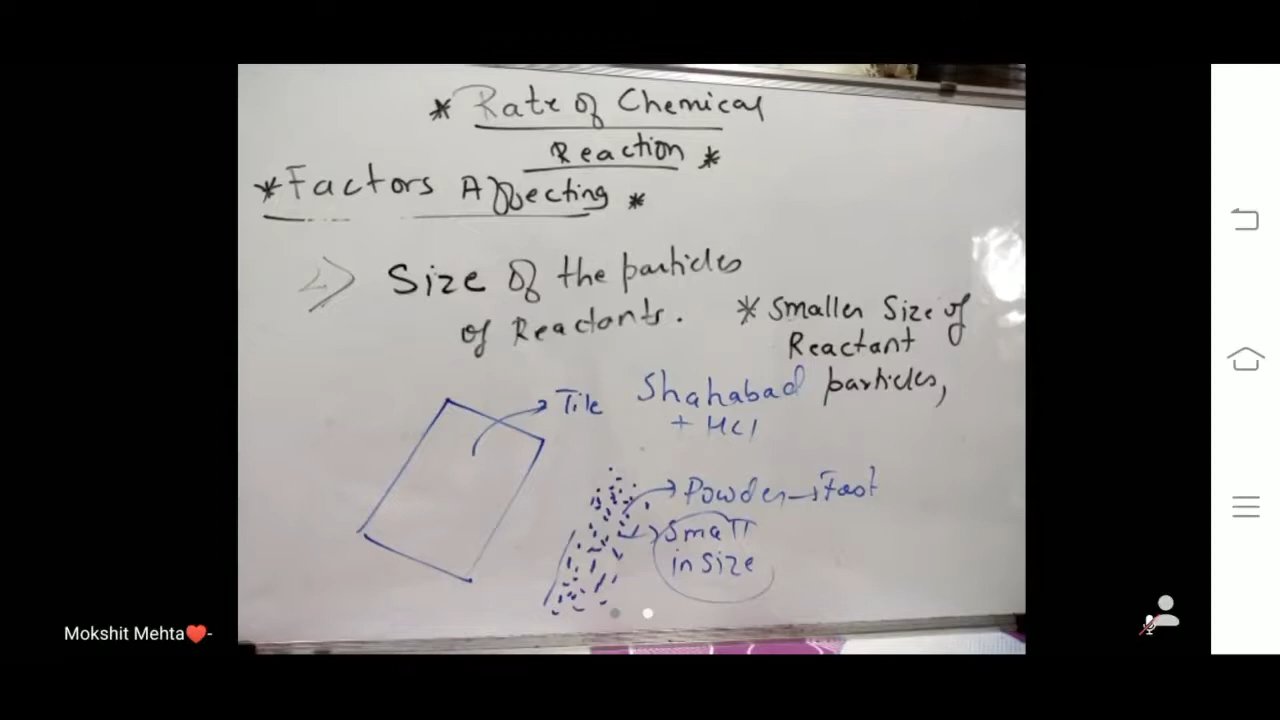 * Rate of Chemical
Reaction *
* Factors Affecting *
2) Size of the particles
of Reactants.
* Smaller Size of
Reactant
particles,
Tile
Shahabad
+ HCl
Powder → Fast
Small
in size
Mokshit Mehta❤️-